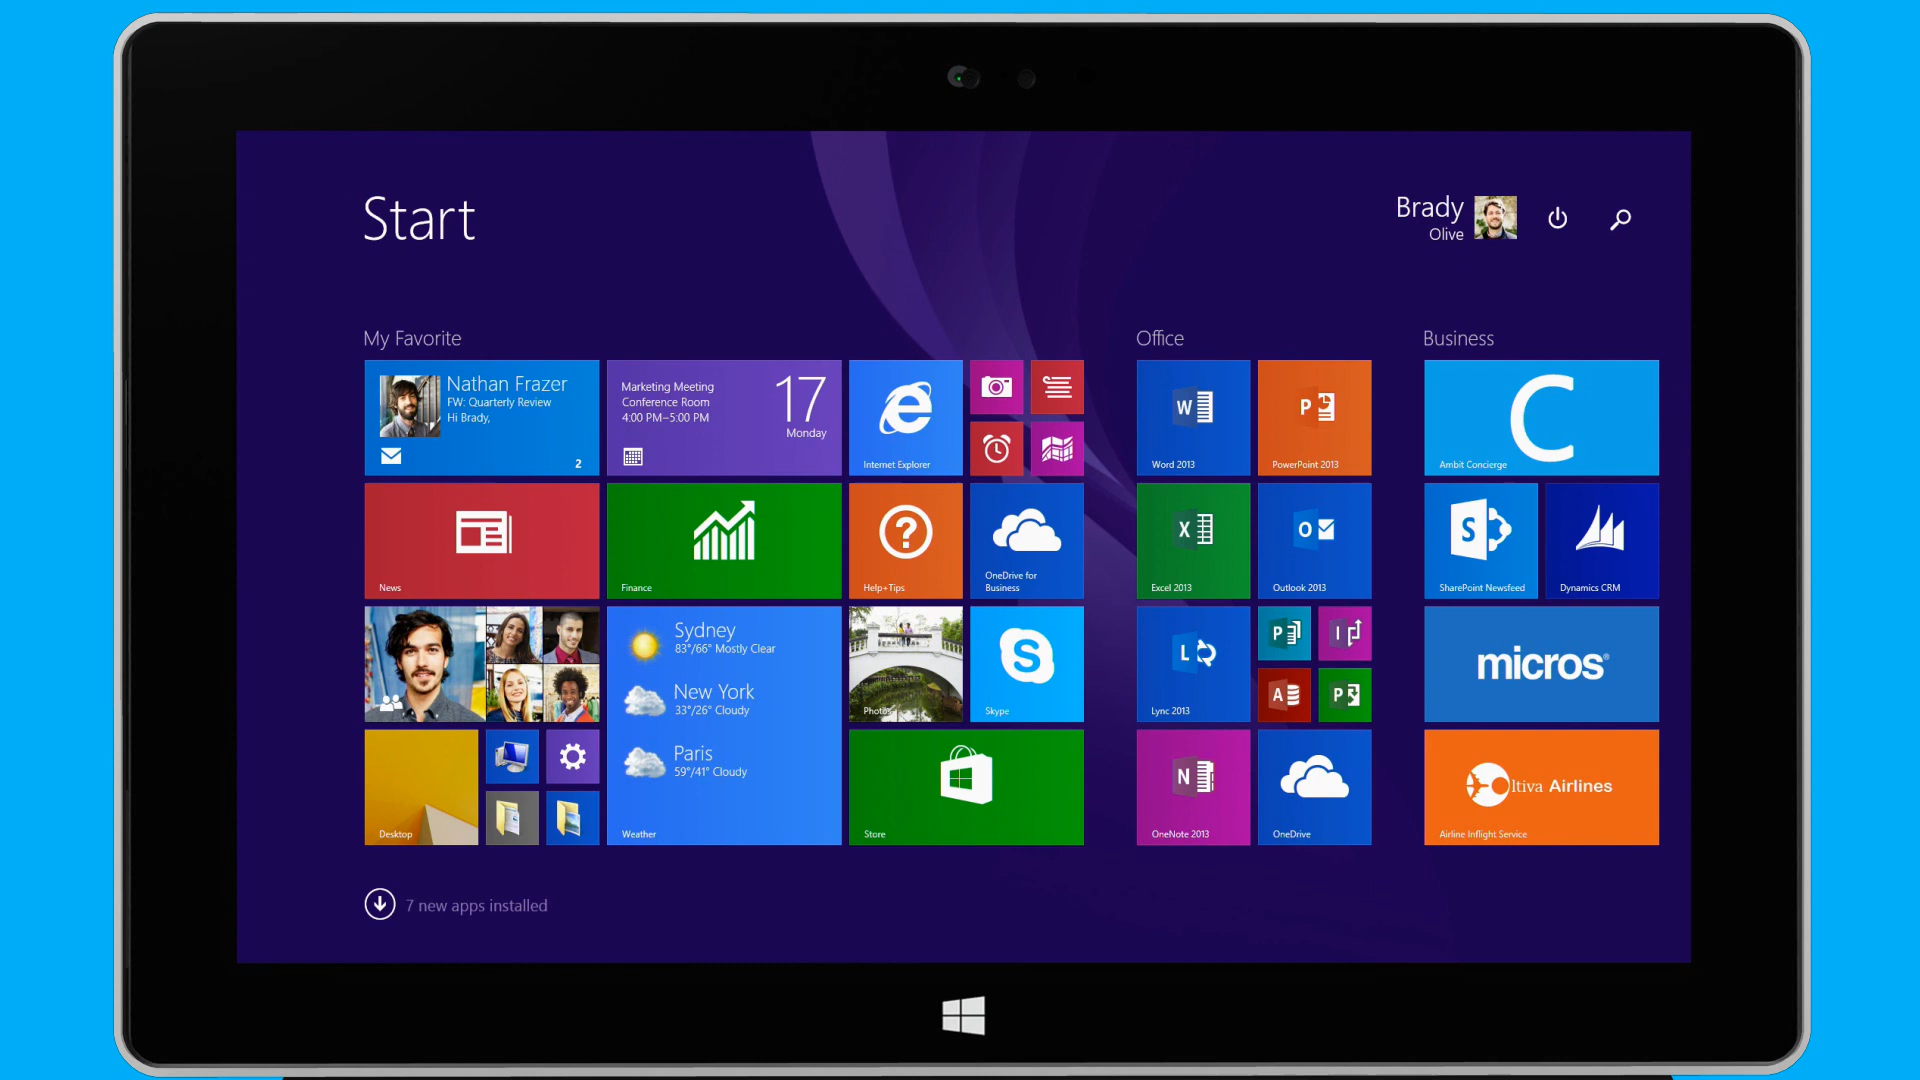 Start
Brady
Olive
My Favorite
Nathan Frazer
FW: Quarterly Review
Hi Brady,
2
Marketing Meeting
Conference Room
4:00 PM–5:00 PM
17
Monday
Internet Explorer
News
Finance
Help+Tips
OneDrive for
Business
Sydney
83°/66° Mostly Clear
New York
33°/26° Cloudy
Paris
59°/41° Cloudy
Weather
Photos
S
Skype
Desktop
Store
Office
W
Word 2013
P
PowerPoint 2013
X
Excel 2013
O
Outlook 2013
L
Lync 2013
P
I
A
P
N
OneNote 2013
OneDrive
Business
C
Ambit Concierge
S
SharePoint Newsfeed
Dynamics CRM
micros®
Oltiva Airlines
Airline Inflight Service
7 new apps installed